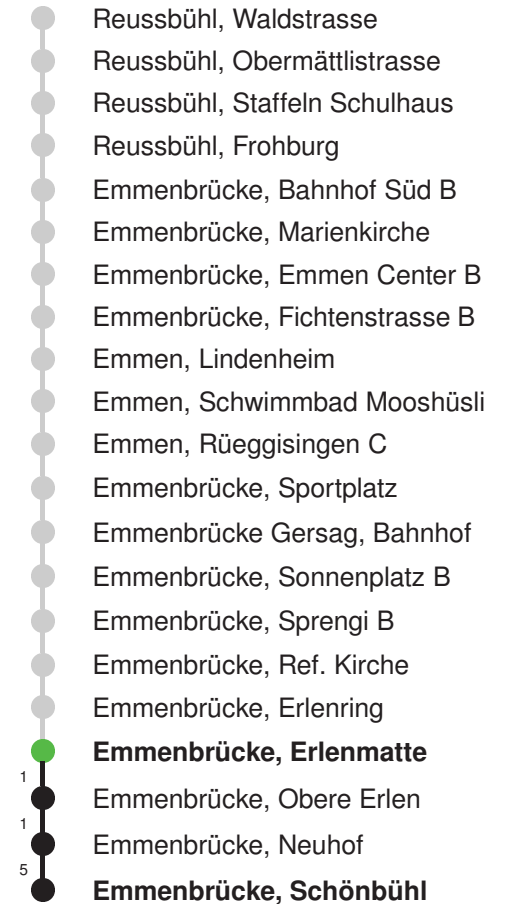 Reussbühl, Waldstrasse
Reussbühl, Obermättlistrasse
Reussbühl, Staffeln Schulhaus
Reussbühl, Frohburg
Emmenbrücke, Bahnhof Süd B
Emmenbrücke, Marienkirche
Emmenbrücke, Emmen Center B
Emmenbrücke, Fichtenstrasse B
Emmen, Lindenheim
Emmen, Schwimmbad Mooshüsli
Emmen, Rüeggisingen C
Emmenbrücke, Sportplatz
Emmenbrücke Gersag, Bahnhof
Emmenbrücke, Sonnenplatz B
Emmenbrücke, Sprengi B
Emmenbrücke, Ref. Kirche
Emmenbrücke, Erlenring
Emmenbrücke, Erlenmatte
1
Emmenbrücke, Obere Erlen
1
Emmenbrücke, Neuhof
5
Emmenbrücke, Schönbühl